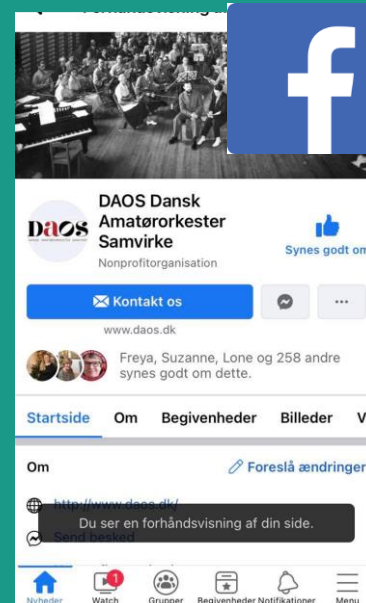 DAOS Dansk
Amatørorkester
Samvirke
DaOS
Nonprofitorganisation
Synes godt om
Kontakt os
www.daos.dk
Freya, Suzanne, Lone og 258 andre
synes godt om dette.
Startside Om Begivenheder Billeder V
Om Foreslå ændringer
http://www.daos.dk/
Du ser en forhåndsvisning af din side.
Send besked
1
Nyheder Watch Grupper Begivenheder Notifikationer Menu